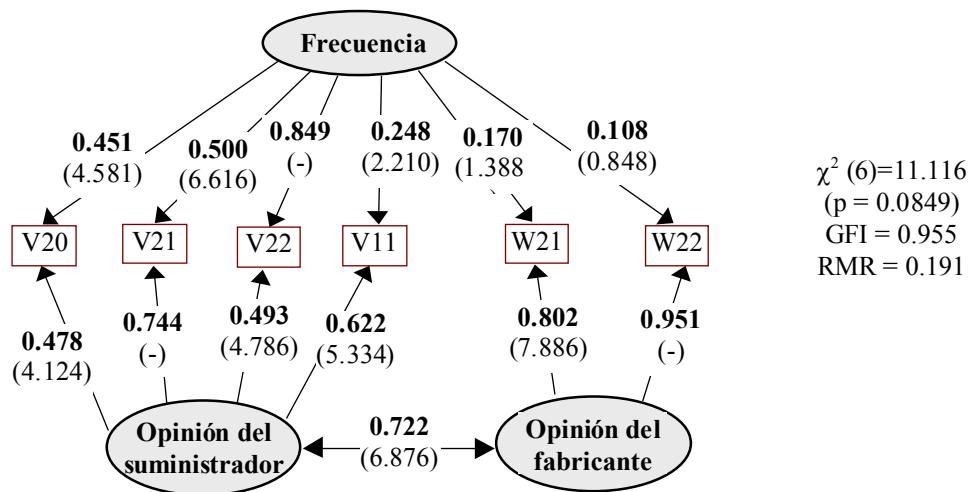 Frecuencia
0.451
(4.581)
0.500
(6.616)
0.849
(-)
0.248
(2.210)
0.170
(1.388
0.108
(0.848)
χ² (6)=11.116
(p = 0.0849)
GFI = 0.955
RMR = 0.191
V20
V21
V22
V11
W21
W22
0.478
(4.124)
0.744
(-)
0.493
(4.786)
0.622
(5.334)
0.802
(7.886)
0.951
(-)
Opinión del
suministrador
0.722
(6.876)
Opinión del
fabricante